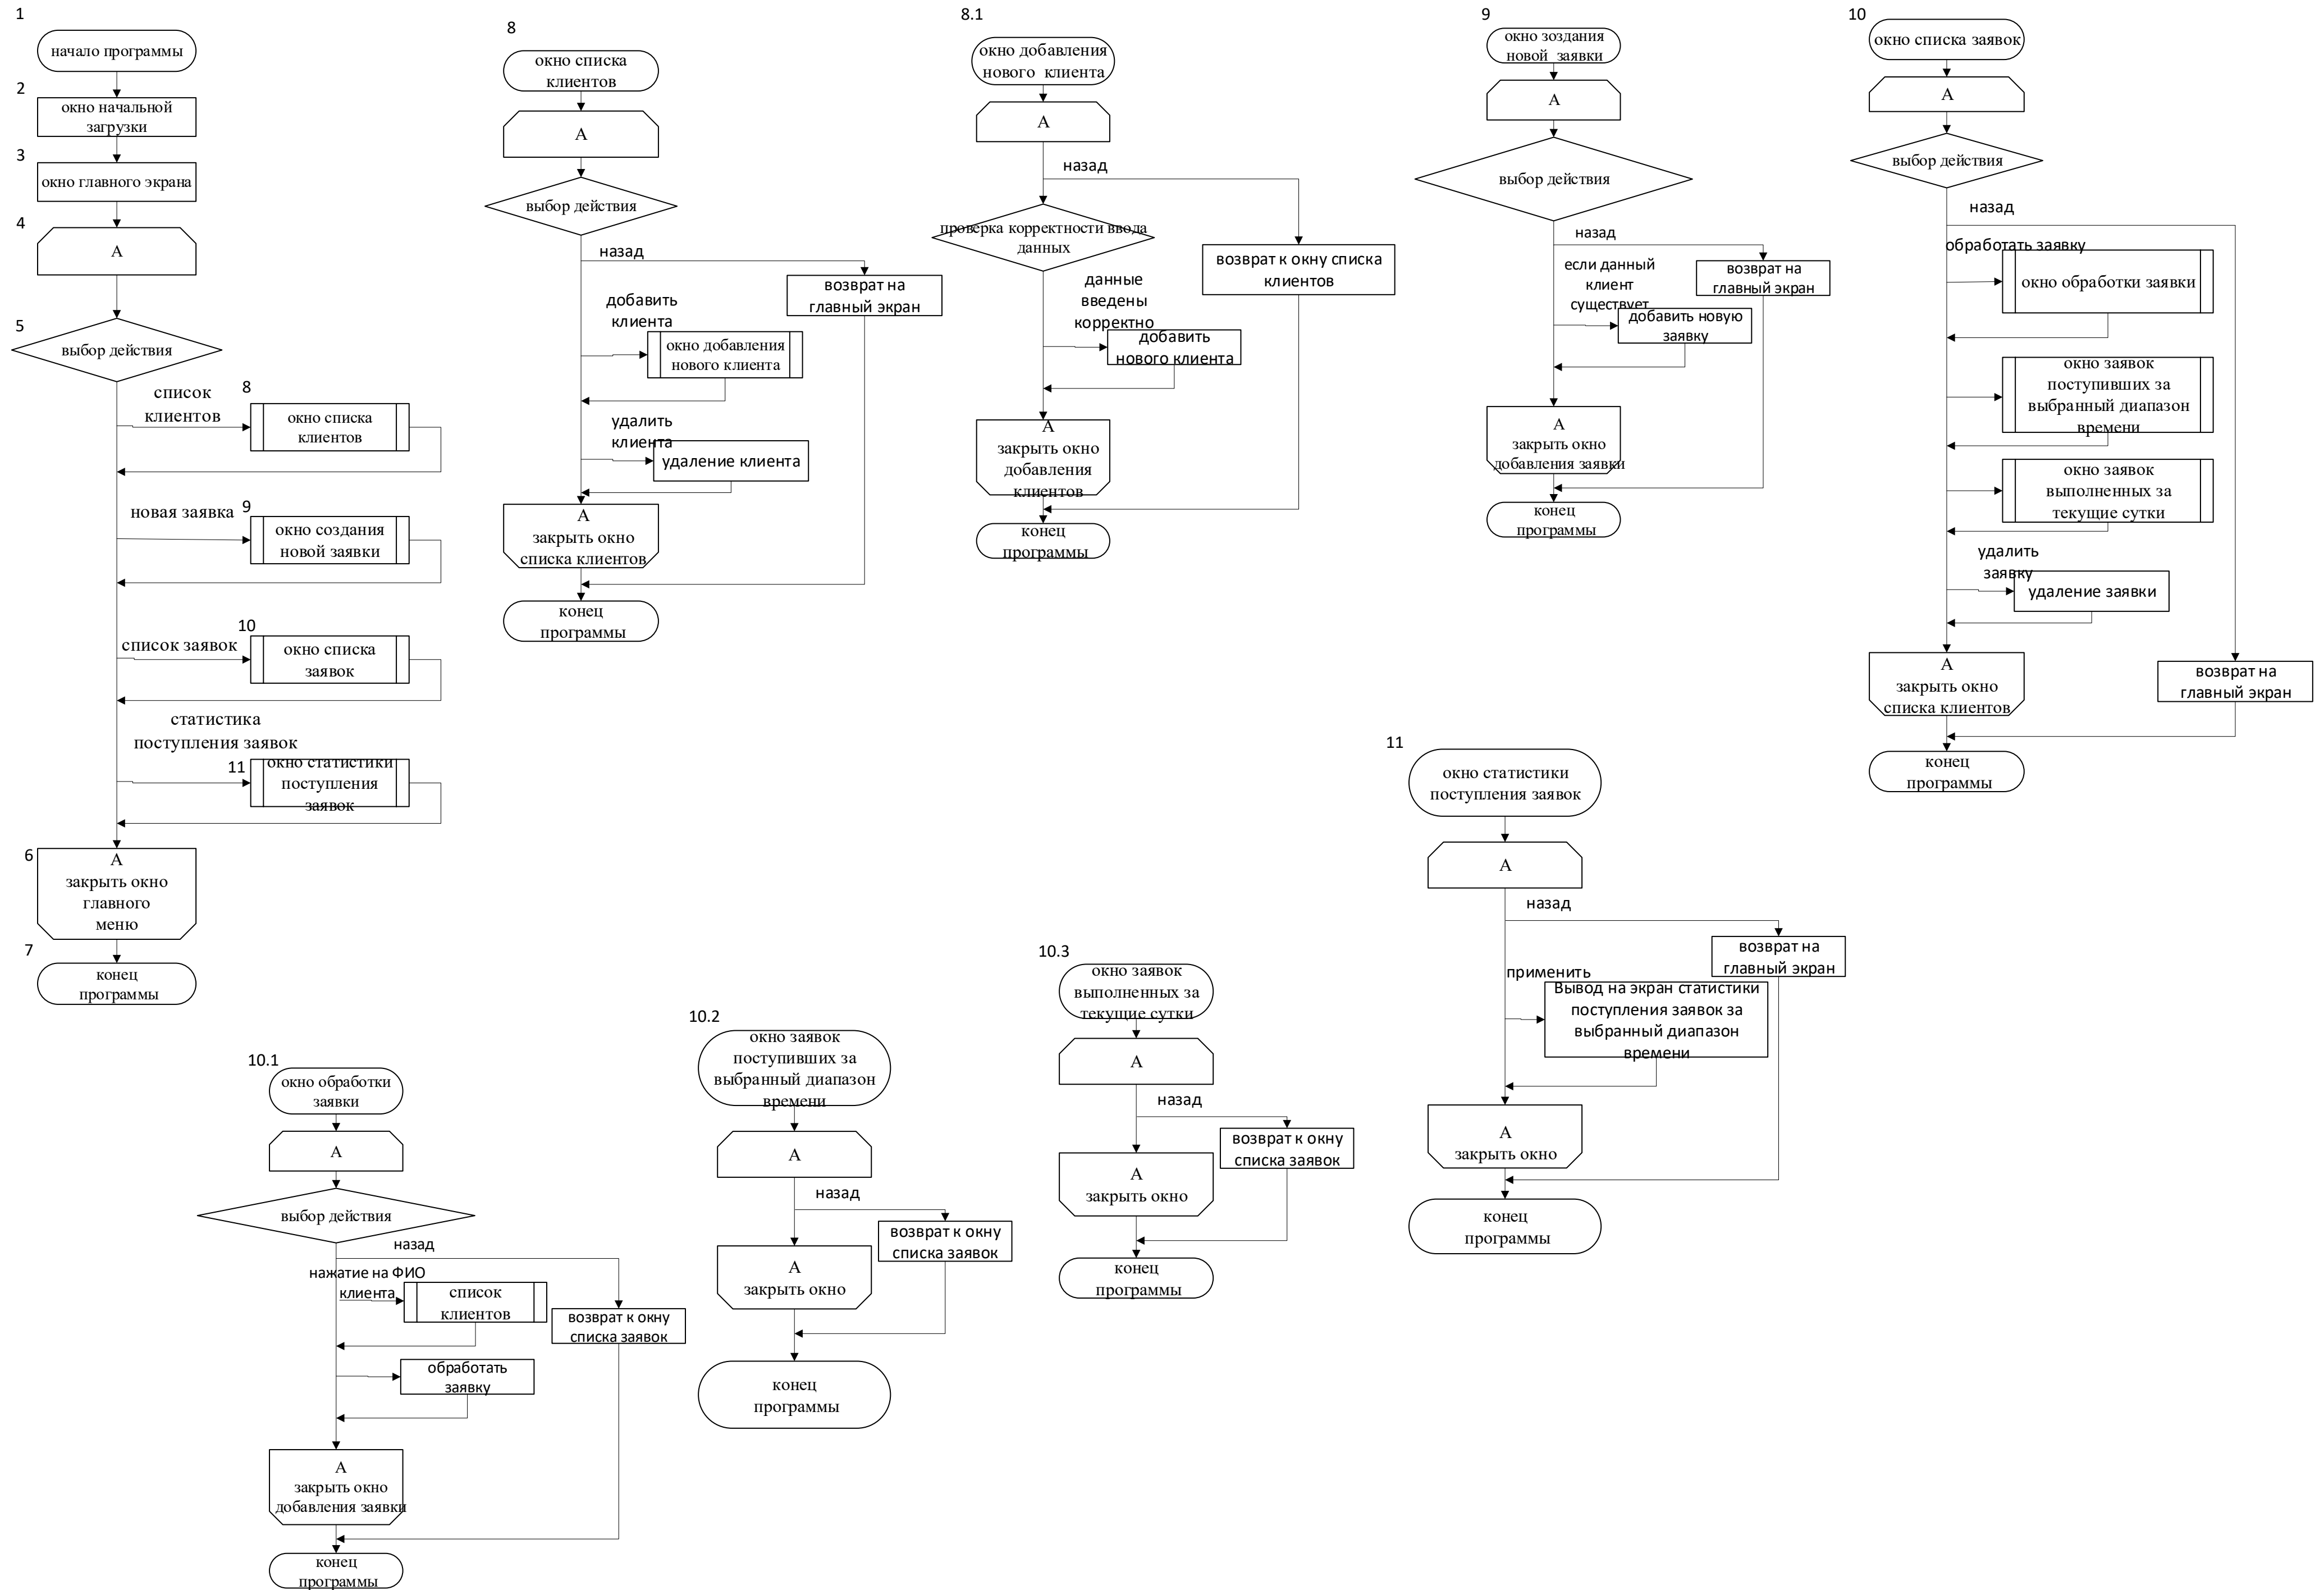 1
начало программы
2
окно начальной
загрузки
3
окно главного экрана
4
А
5
выбор действия
список
клиентов
8
окно списка
клиентов
новая заявка
9
окно создания
новой заявки
список заявок
10
окно списка
заявок
статистика
поступления заявок
11
окно статистики
поступления
заявок
6
А
закрыть окно
главного
меню
7
конец
программы
8
окно списка
клиентов
А
выбор действия
назад
возврат на
главный экран
добавить
клиента
окно добавления
нового клиента
удалить
клиента
удаление клиента
А
закрыть окно
списка клиентов
конец
программы
8.1
окно добавления
нового клиента
А
назад
проверка корректности ввода
данных
возврат к окну списка
клиентов
данные
введены
корректно
добавить
нового клиента
А
закрыть окно
добавления
клиентов
конец
программы
9
окно зоздания
новой заявки
А
выбор действия
назад
возврат на
главный экран
если данный
клиент
существует
добавить новую
заявку
А
закрыть окно
добавления заявки
конец
программы
10
окно списка заявок
А
выбор действия
назад
обработать заявку
окно обработки заявки
окно заявок
поступивших за
выбранный диапазон
времени
окно заявок
выполненных за
текущие сутки
удалить
заявку
удаление заявки
А
закрыть окно
списка клиентов
возврат на
главный экран
конец
программы
11
окно статистики
поступления заявок
А
назад
возврат на
главный экран
применить
Вывод на экран статистики
поступления заявок за
выбранный диапазон
времени
А
закрыть окно
конец
программы
10.1
окно обработки
заявки
А
выбор действия
назад
нажатие на ФИО
клиента
список
клиентов
возврат к окну
списка заявок
обработать
заявку
А
закрыть окно
добавления заявки
конец
программы
10.2
окно заявок
поступивших за
выбранный диапазон
времени
А
назад
возврат к окну
списка заявок
А
закрыть окно
конец
программы
10.3
окно заявок
выполненных за
текущие сутки
А
назад
возврат к окну
списка заявок
А
закрыть окно
конец
программы